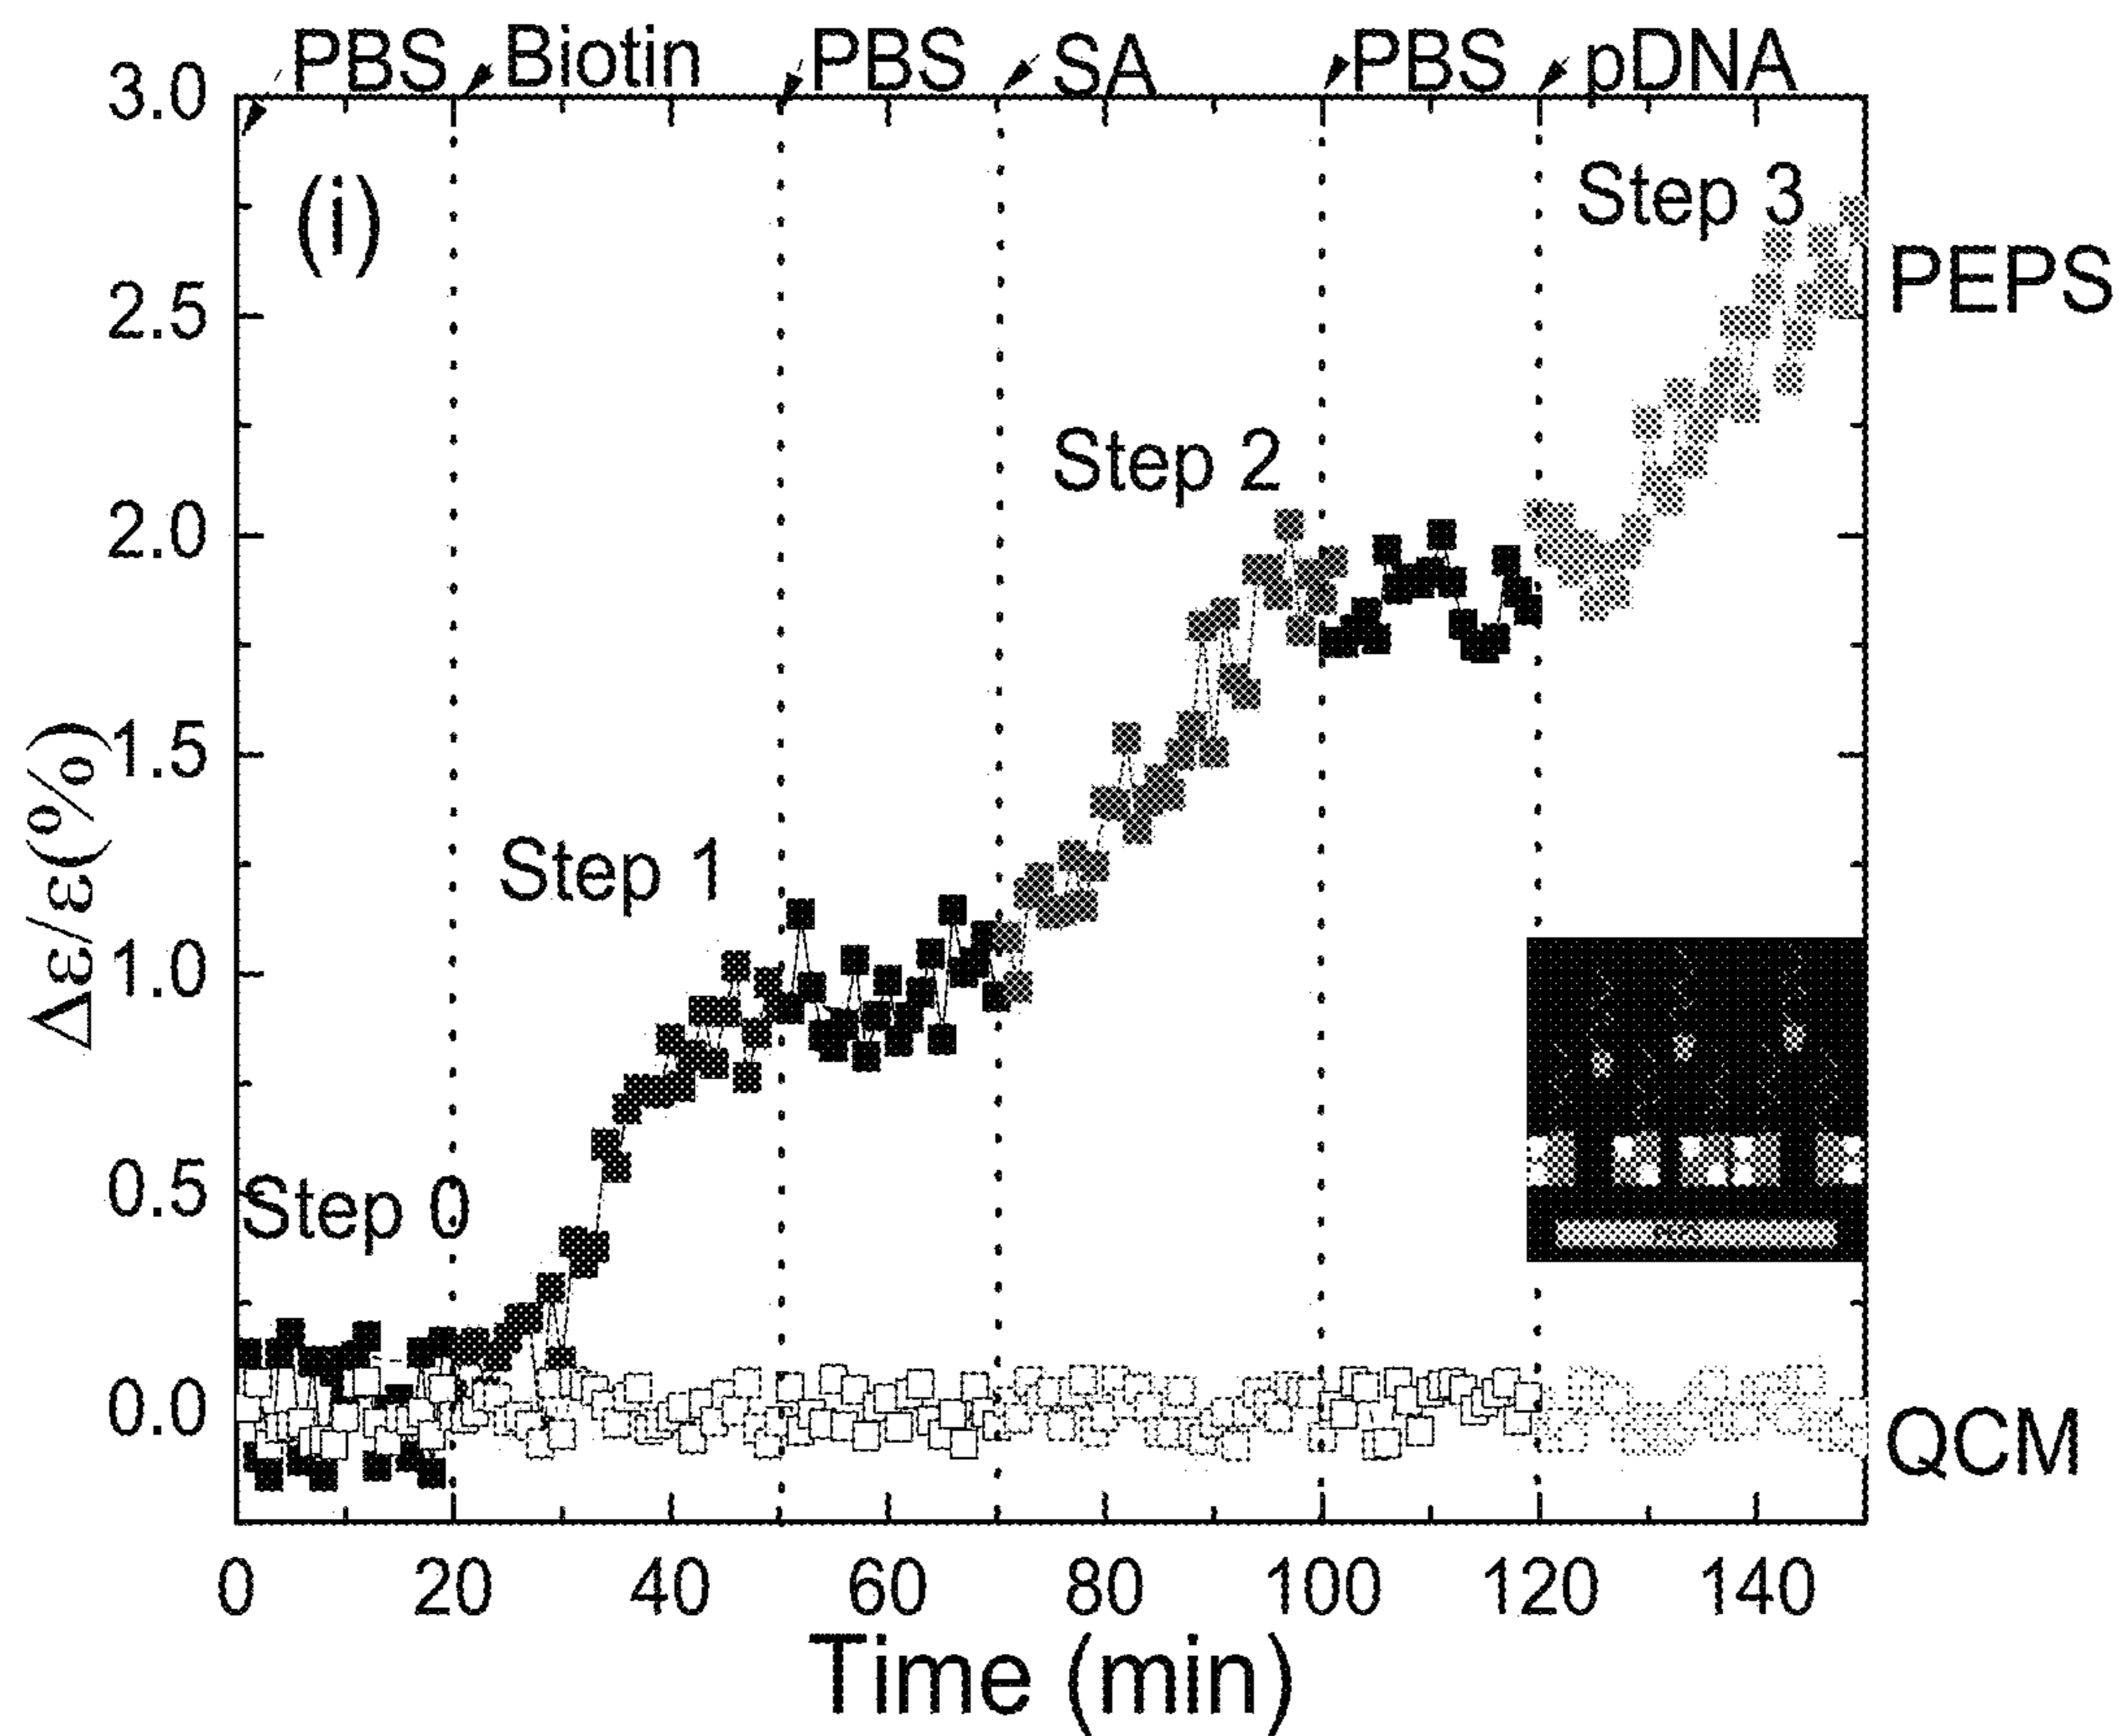 PBS Biotin PBS SA PBS pDNA
3.0
(i)
Step 3
PEPS
2.5
Step 2
2.0
1.5
Δε/ε(%)
Step 1
1.0
0.5
Step 0
0.0
QCM
0 20 40 60 80 100 120 140
Time (min)